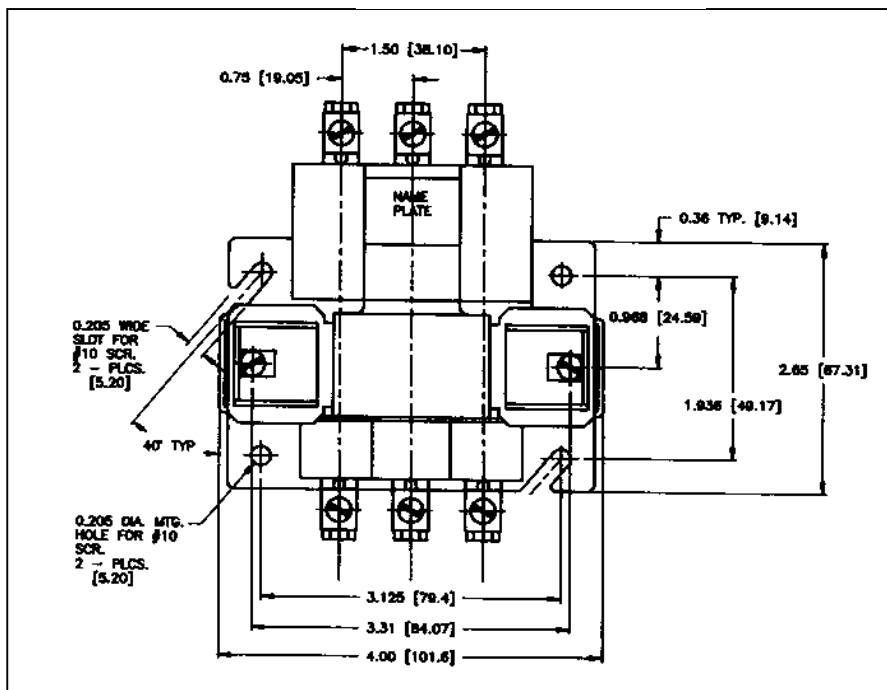 1.50 [38.10]
0.75 [19.05]
NAME
PLATE
0.36 TYP. [9.14]
0.205 WIDE
SLOT FOR
#10 SCR.
2 - PLCS.
[5.20]
0.968 [24.59]
2.65 [67.31]
1.936 [49.17]
40° TYP
0.205 DIA. MTG.
HOLE FOR #10
SCR.
2 - PLCS.
[5.20]
3.125 [79.4]
3.31 [84.07]
4.00 [101.6]